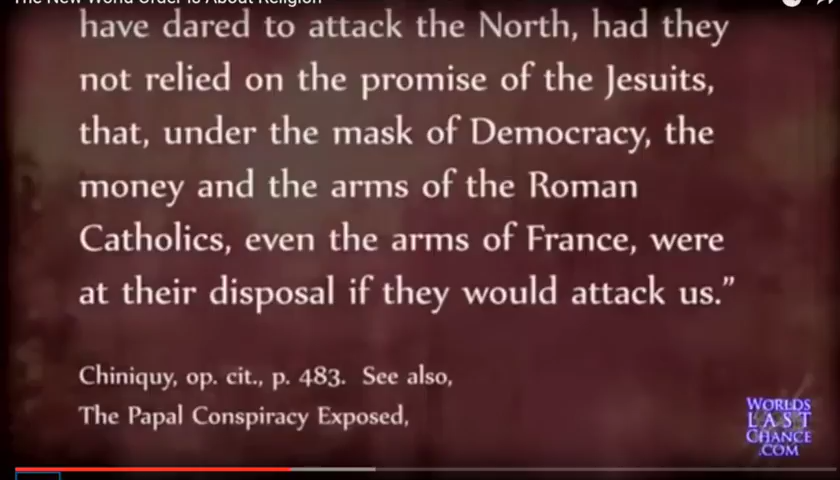 The New World Order is About Religion
have dared to attack the North, had they
not relied on the promise of the Jesuits,
that, under the mask of Democracy, the
money and the arms of the Roman
Catholics, even the arms of France, were
at their disposal if they would attack us.”
Chiniquy, op. cit., p. 483. See also,
The Papal Conspiracy Exposed,
WORLDS
LAST
CHANCE
.COM